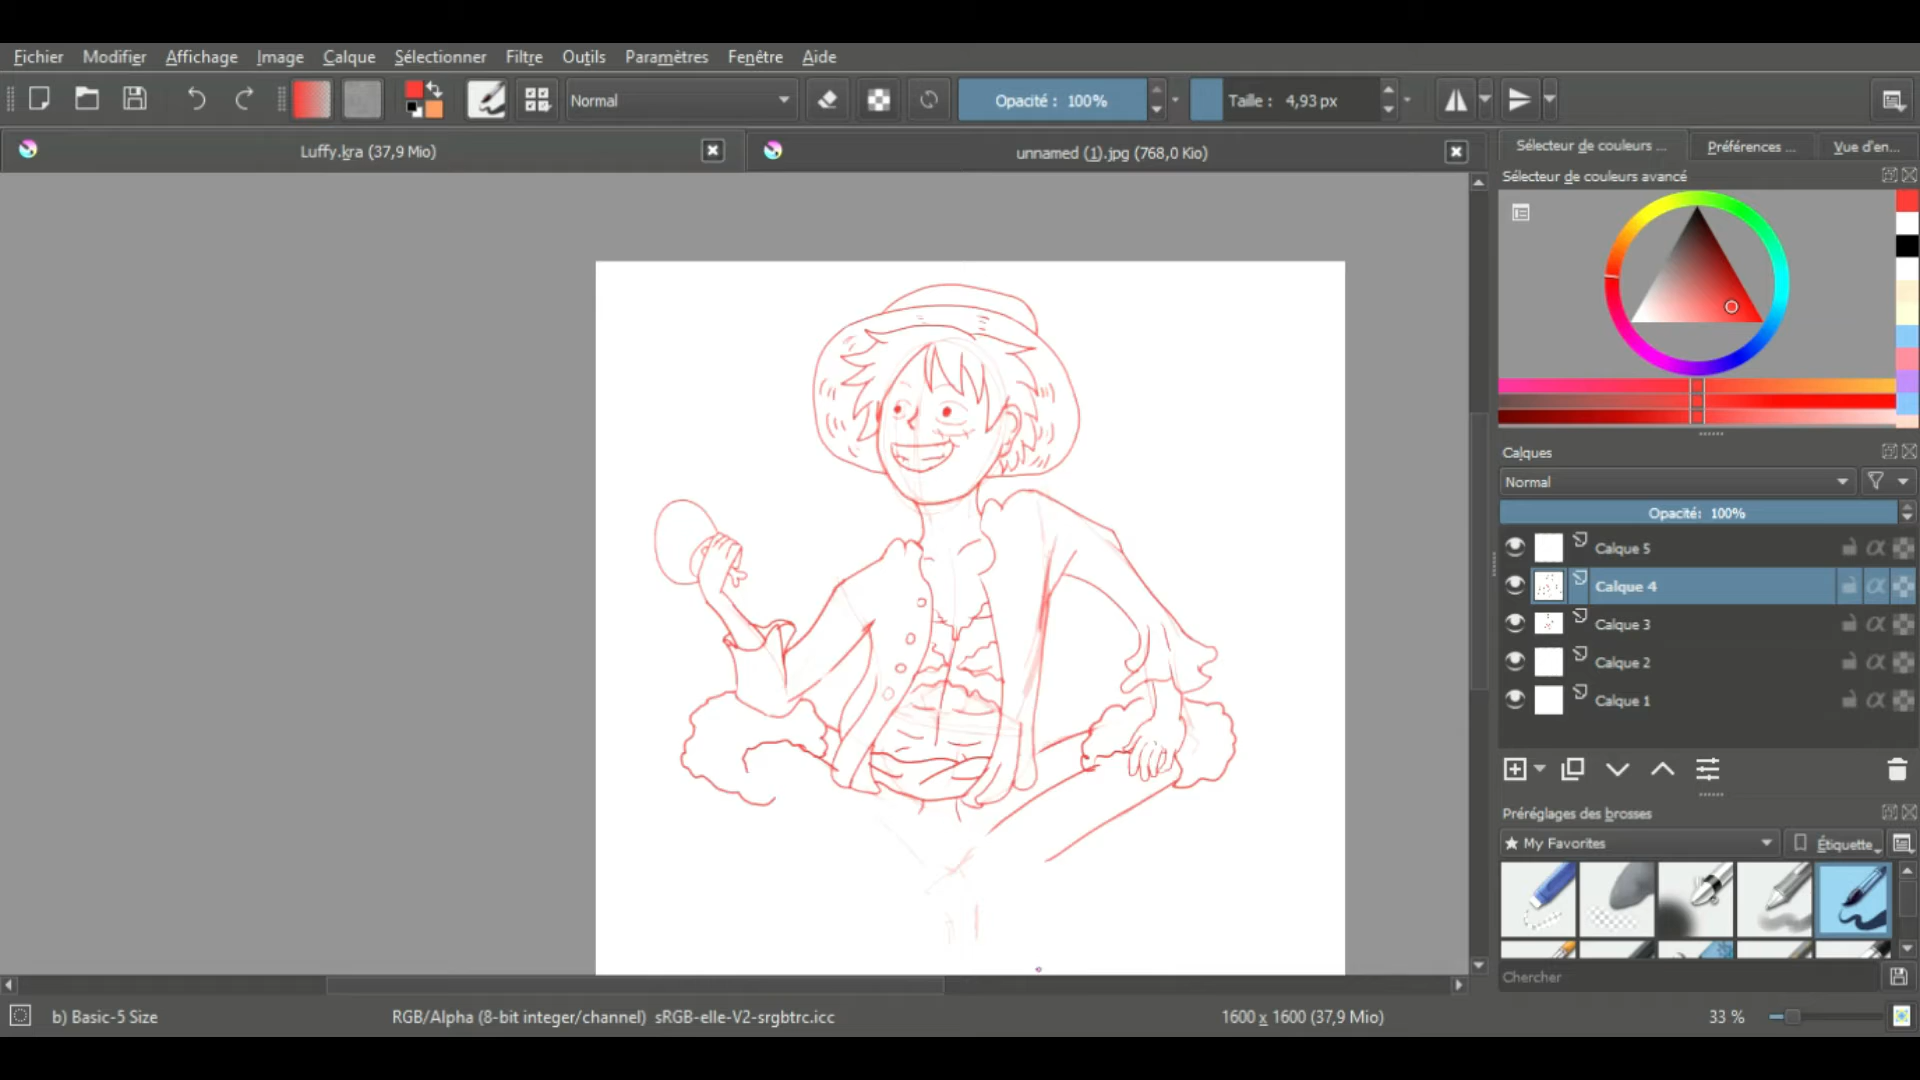 Fichier Modifier Affichage Image Calque Sélectionner Filtre Outils Paramètres Fenêtre Aide
Normal Opacité : 100% Taille : 4,93 px
Luffy.kra (37,9 Mio) unnamed (1).jpg (768,0 Kio) Sélecteur de couleurs ... Préférences ... Vue d'en...
Sélecteur de couleurs avancé
Calques
Normal
Opacité: 100%
Calque 5
Calque 4
Calque 3
Calque 2
Calque 1
Préréglages des brosses
My Favorites Étiquette
Chercher
b) Basic-5 Size RGB/Alpha (8-bit integer/channel) sRGB-elle-V2-srgbtrc.icc 1600 x 1600 (37,9 Mio) 33 %